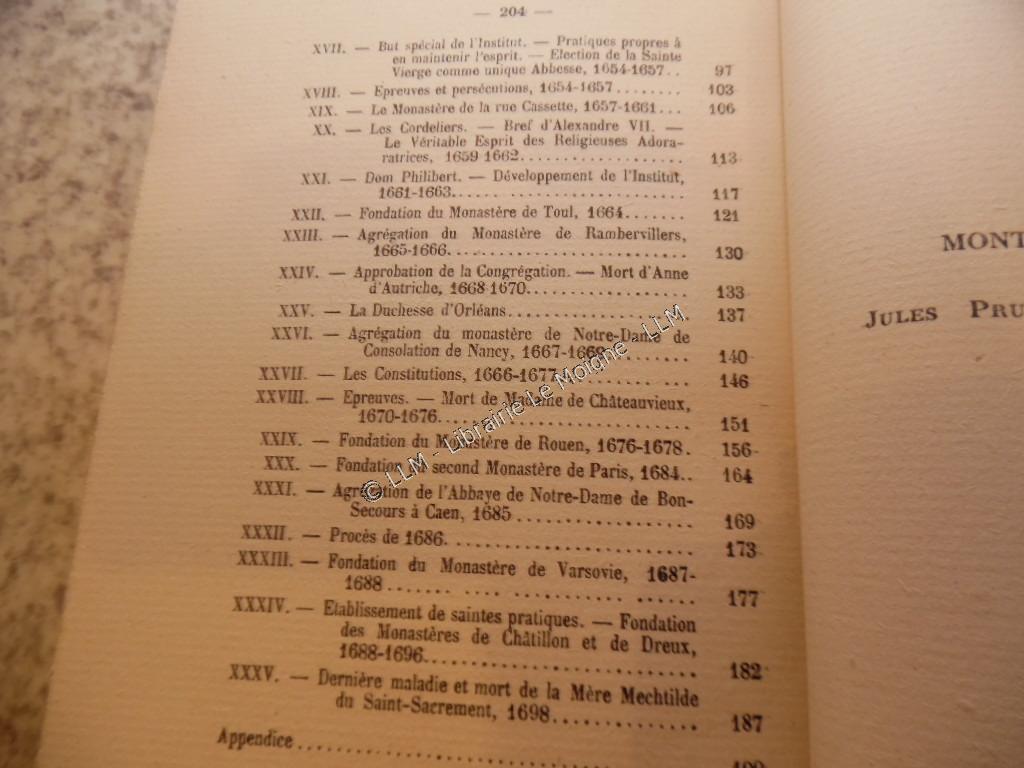 — 204 —
XVII. — But spécial de l'Institut. — Pratiques propres à
en maintenir l'esprit. — Election de la Sainte
Vierge comme unique Abbesse, 1654-1657.. 97
XVIII. — Epreuves et persécutions, 1654-1657........ 103
XIX. — Le Monastère de la rue Cassette, 1657-1661... 106
XX. — Les Cordeliers. — Bref d'Alexandre VII. —
Le Véritable Esprit des Religieuses Adora-
ratrices, 1659-1662.................... 113
XXI. — Dom Philibert. — Développement de l'Institut,
1661-1663............................ 117
XXII. — Fondation du Monastère de Toul, 1664....... 121
XXIII. — Agrégation du Monastère de Rambervillers,
1665-1666............................ 130
XXIV. — Approbation de la Congrégation. — Mort d'Anne
d'Autriche, 1668-1670................... 133
XXV. — La Duchesse d'Orléans.................... 137
XXVI. — Agrégation du monastère de Notre-Dame de
Consolation de Nancy, 1667-1669......... 140
XXVII. — Les Constitutions, 1666-1677.............. 146
XXVIII. — Epreuves. — Mort de Madame de Châteauvieux,
1670-1676............................ 151
XXIX. — Fondation du Monastère de Rouen, 1676-1678. 156
XXX. — Fondation du second Monastère de Paris, 1684.. 164
XXXI. — Agrégation de l'Abbaye de Notre-Dame de Bon-
Secours à Caen, 1685.................... 169
XXXII. — Procès de 1686........................... 173
XXXIII. — Fondation du Monastère de Varsovie, 1687-
1688................................ 177
XXXIV. — Etablissement de saintes pratiques. — Fondation
des Monastères de Châtillon et de Dreux,
1688-1696............................ 182
XXXV. — Dernière maladie et mort de la Mère Mechtilde
du Saint-Sacrement, 1698............... 187
Appendice........................................
MONT
JULES PRU
© LLM - Librairie Le Moigne - LLM